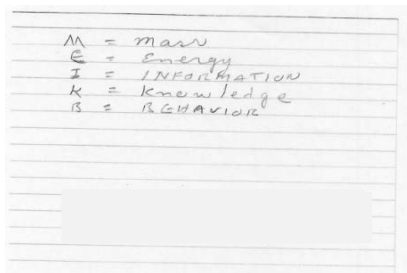 M = Mass
E = Energy
I = INFORMATION
K = Knowledge
B = BEHAVIOR